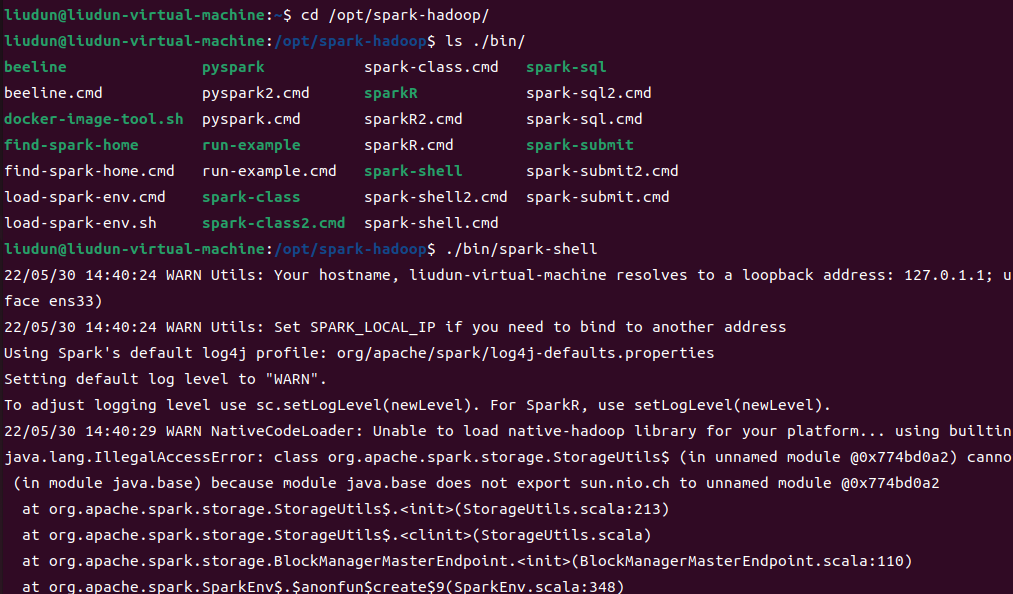 liudun@liudun-virtual-machine:~$ cd /opt/spark-hadoop/
liudun@liudun-virtual-machine:/opt/spark-hadoop$ ls ./bin/
beeline pyspark spark-class.cmd spark-sql
beeline.cmd pyspark2.cmd sparkR spark-sql2.cmd
docker-image-tool.sh pyspark.cmd sparkR2.cmd spark-sql.cmd
find-spark-home run-example sparkR.cmd spark-submit
find-spark-home.cmd run-example.cmd spark-shell spark-submit2.cmd
load-spark-env.cmd spark-class spark-shell2.cmd spark-submit.cmd
load-spark-env.sh spark-class2.cmd spark-shell.cmd
liudun@liudun-virtual-machine:/opt/spark-hadoop$ ./bin/spark-shell
22/05/30 14:40:24 WARN Utils: Your hostname, liudun-virtual-machine resolves to a loopback address: 127.0.1.1; u
face ens33)
22/05/30 14:40:24 WARN Utils: Set SPARK_LOCAL_IP if you need to bind to another address
Using Spark's default log4j profile: org/apache/spark/log4j-defaults.properties
Setting default log level to "WARN".
To adjust logging level use sc.setLogLevel(newLevel). For SparkR, use setLogLevel(newLevel).
22/05/30 14:40:29 WARN NativeCodeLoader: Unable to load native-hadoop library for your platform... using builtin
java.lang.IllegalAccessError: class org.apache.spark.storage.StorageUtils$ (in unnamed module @0x774bd0a2) canno
(in module java.base) because module java.base does not export sun.nio.ch to unnamed module @0x774bd0a2
at org.apache.spark.storage.StorageUtils$.<init>(StorageUtils.scala:213)
at org.apache.spark.storage.StorageUtils$.<clinit>(StorageUtils.scala)
at org.apache.spark.storage.BlockManagerMasterEndpoint.<init>(BlockManagerMasterEndpoint.scala:110)
at org.apache.spark.SparkEnv$.$anonfun$create$9(SparkEnv.scala:348)